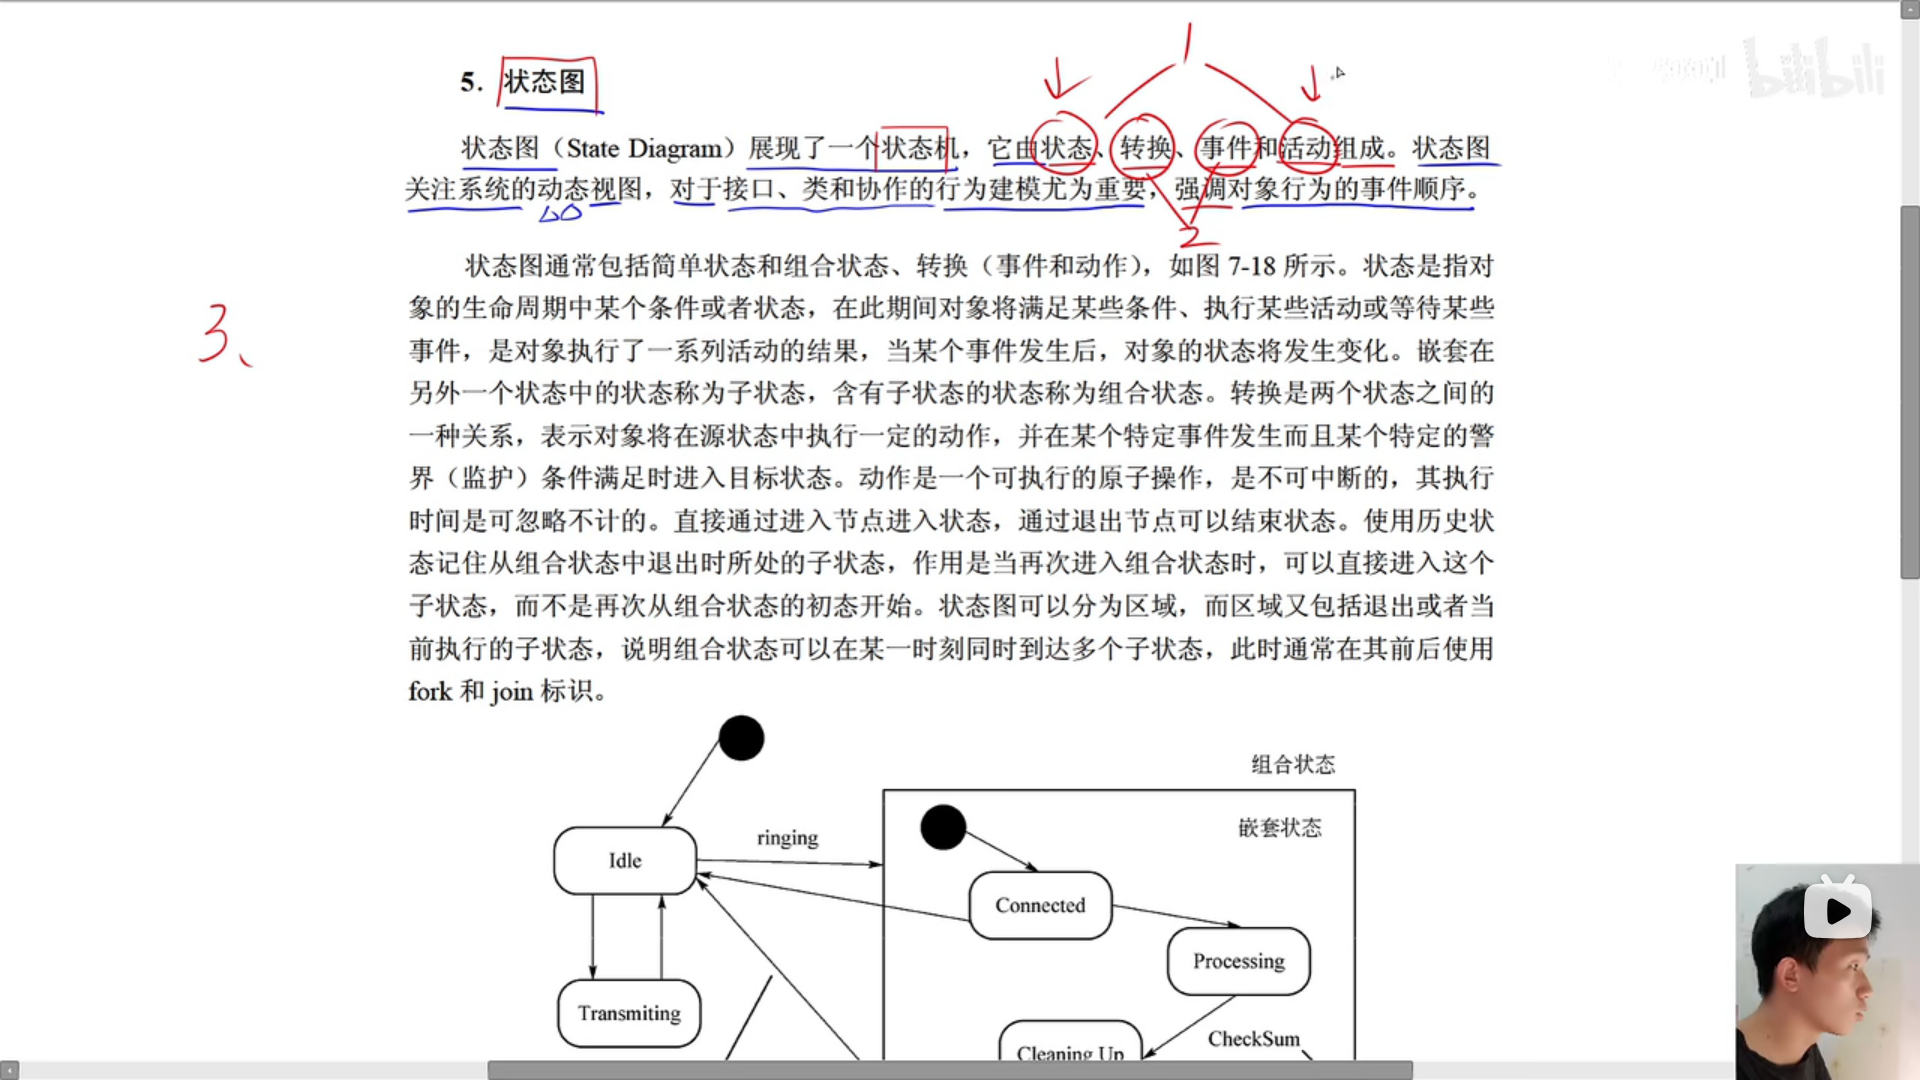 5. 状态图
状态图（State Diagram）展现了一个状态机，它由状态、转换、事件和活动组成。状态图
关注系统的动态视图，对于接口、类和协作的行为建模尤为重要，强调对象行为的事件顺序。
状态图通常包括简单状态和组合状态、转换（事件和动作），如图 7-18 所示。状态是指对
象的生命周期中某个条件或者状态，在此期间对象将满足某些条件、执行某些活动或等待某些
事件，是对象执行了一系列活动的结果，当某个事件发生后，对象的状态将发生变化。嵌套在
另外一个状态中的状态称为子状态，含有子状态的状态称为组合状态。转换是两个状态之间的
一种关系，表示对象将在源状态中执行一定的动作，并在某个特定事件发生而且某个特定的警
界（监护）条件满足时进入目标状态。动作是一个可执行的原子操作，是不可中断的，其执行
时间是可忽略不计的。直接通过进入节点进入状态，通过退出节点可以结束状态。使用历史状
态记住从组合状态中退出时所处的子状态，作用是当再次进入组合状态时，可以直接进入这个
子状态，而不是再次从组合状态的初态开始。状态图可以分为区域，而区域又包括退出或者当
前执行的子状态，说明组合状态可以在某一时刻同时到达多个子状态，此时通常在其前后使用
fork 和 join 标识。
1
2
3、
组合状态
嵌套状态
ringing
Idle
Connected
Processing
Transmiting
CheckSum
Cleaning Up
bilibili